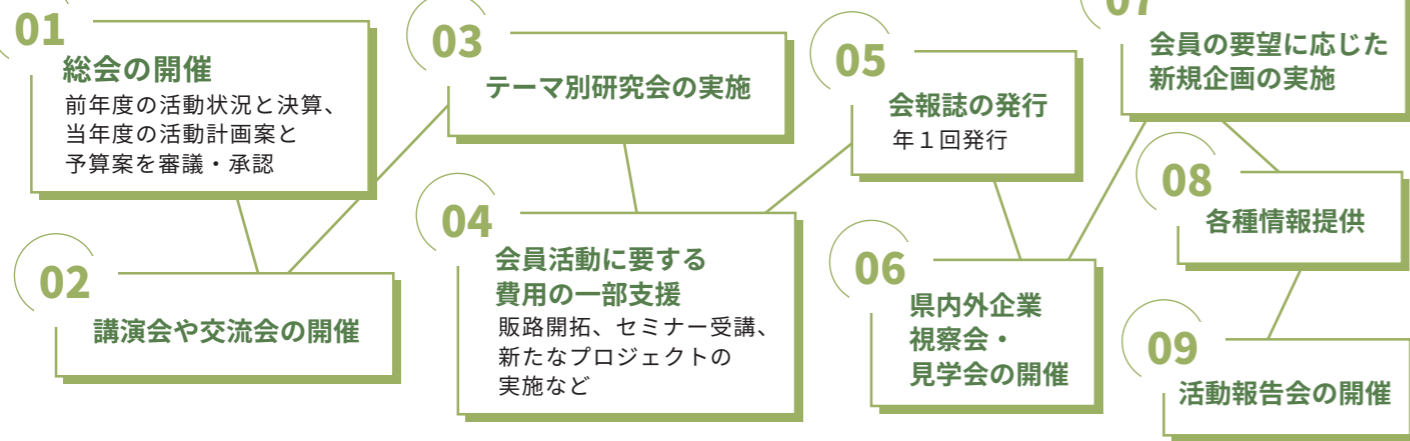 01
総会の開催
前年度の活動状況と決算、
当年度の活動計画案と
予算案を審議・承認
02
講演会や交流会の開催
03
テーマ別研究会の実施
04
会員活動に要する
費用の一部支援
販路開拓、セミナー受講、
新たなプロジェクトの
実施など
05
会報誌の発行
年１回発行
06
県内外企業
視察会・
見学会の開催
07
会員の要望に応じた
新規企画の実施
08
各種情報提供
09
活動報告会の開催